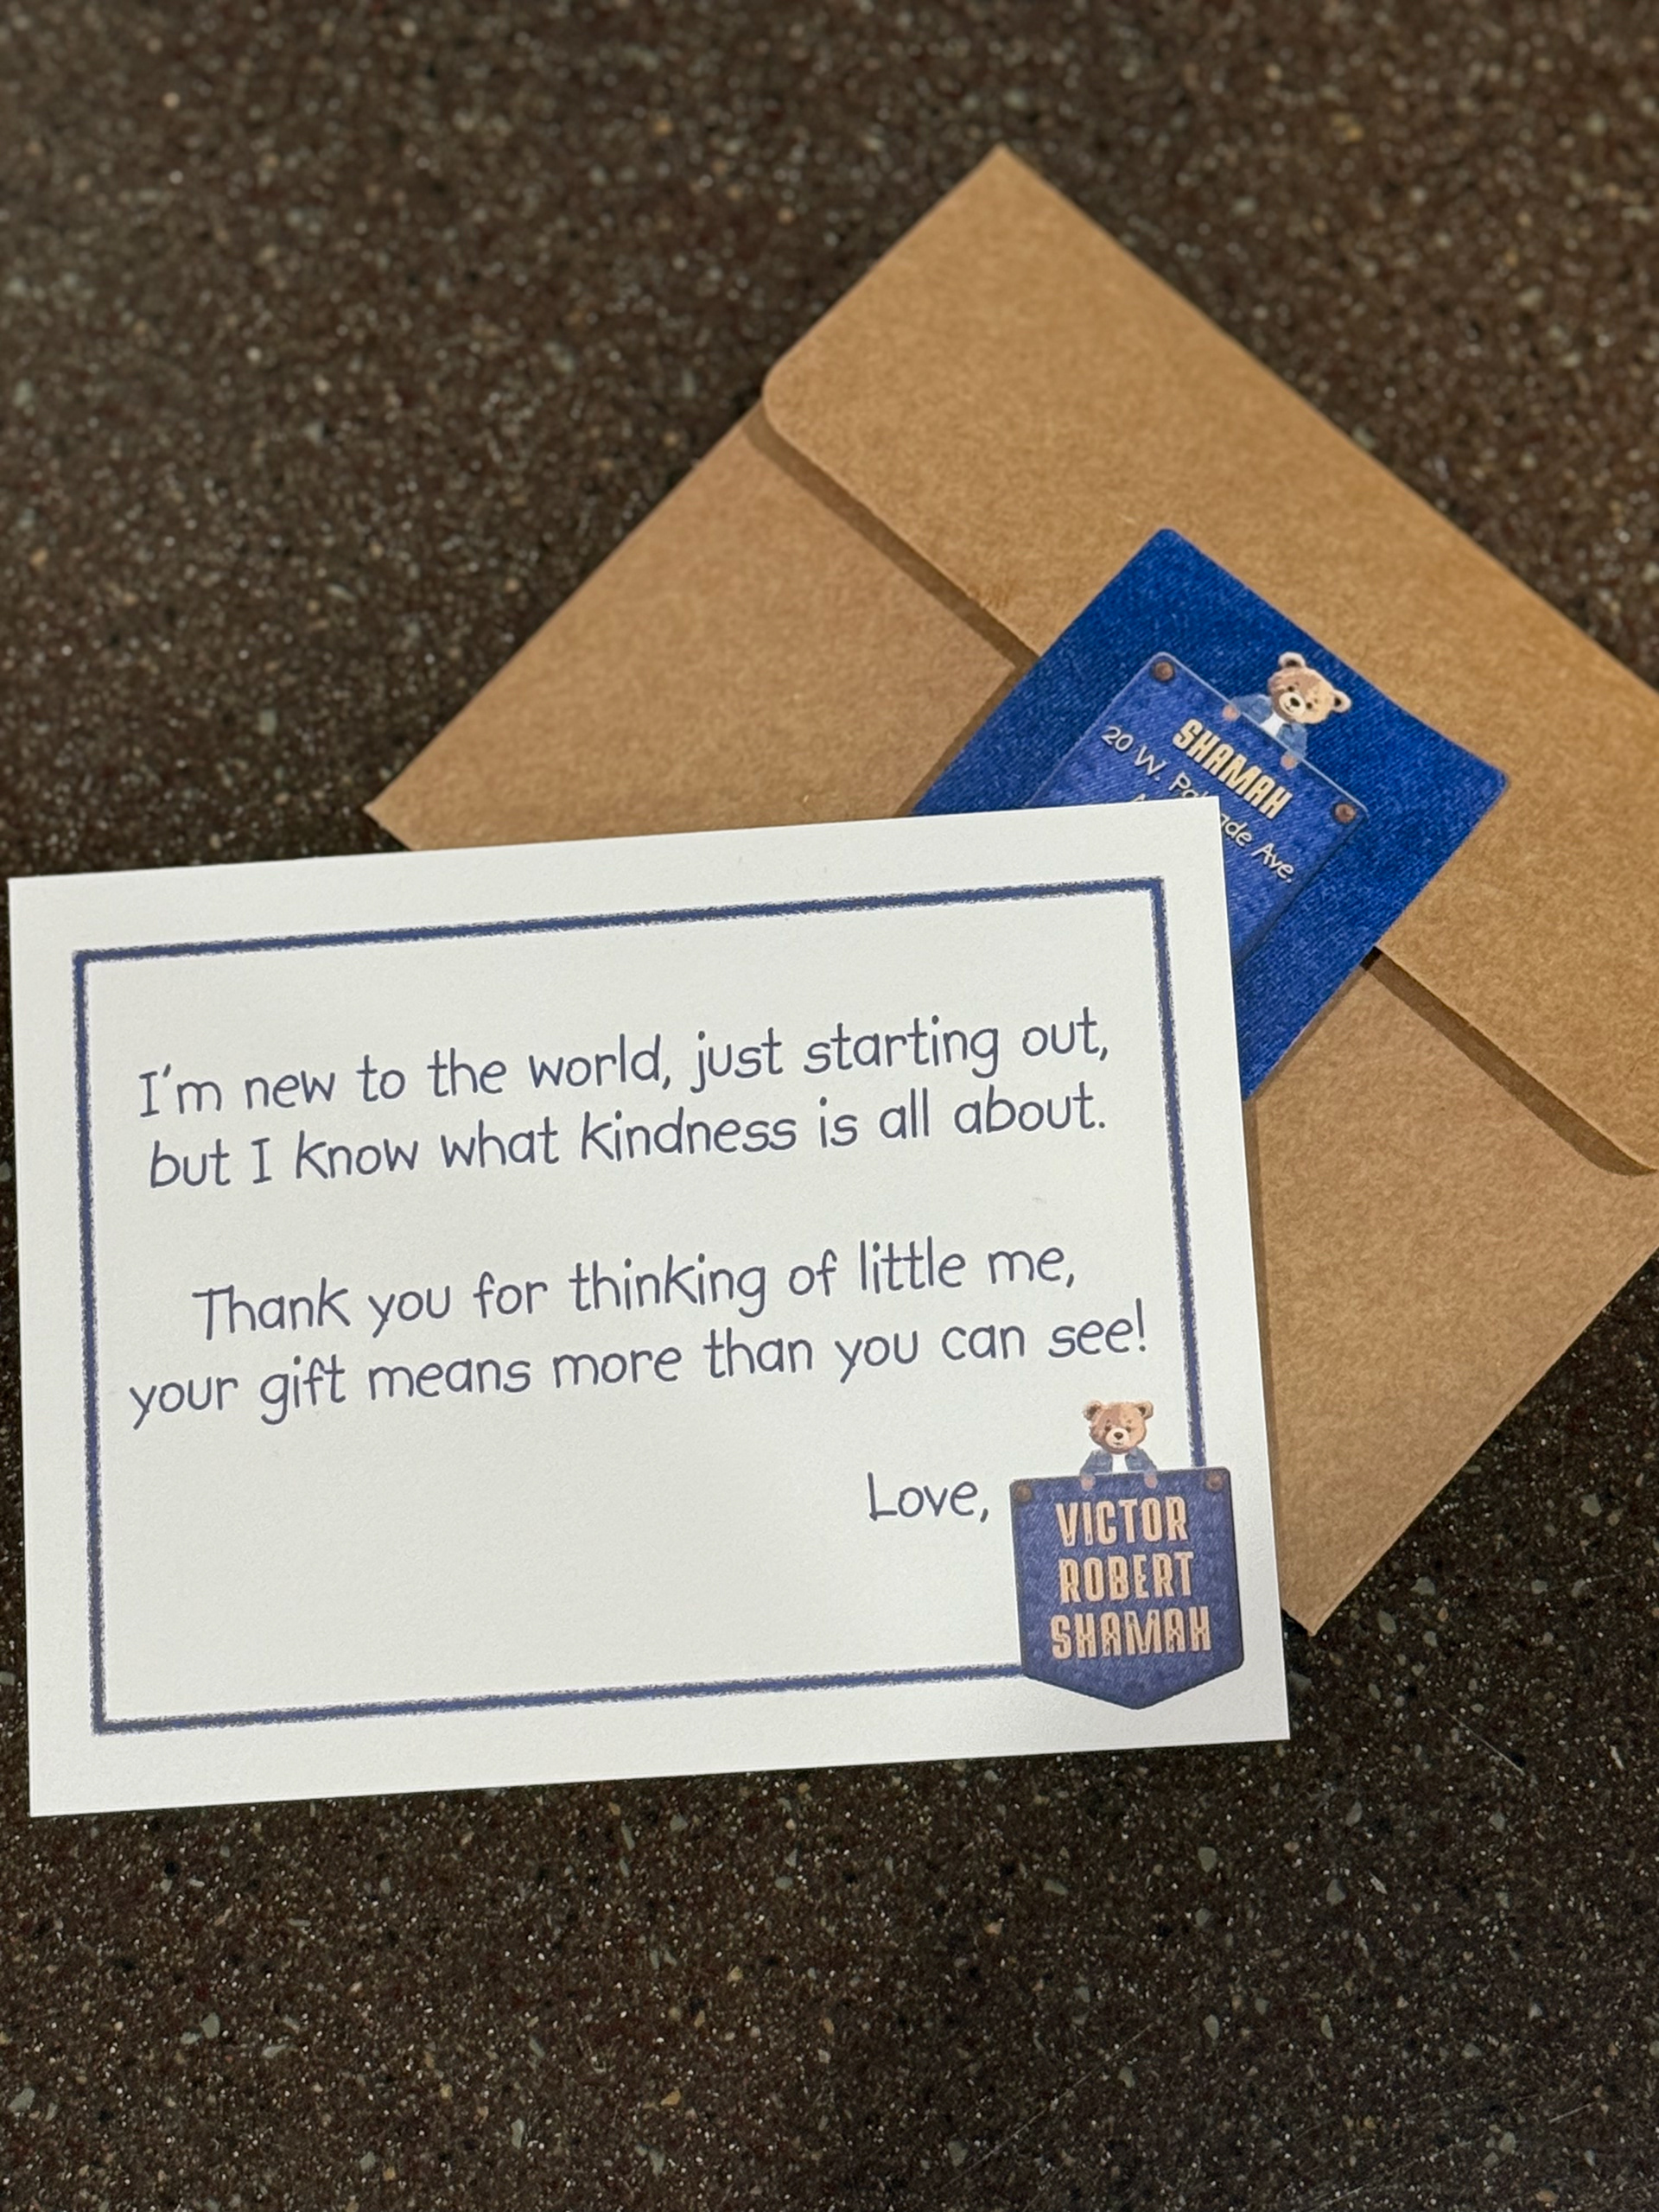 SHAMAH
20 W. Ave.
I'm new to the world, just starting out,
but I know what kindness is all about.
Thank you for thinking of little me,
your gift means more than you can see!
Love,
VICTOR
ROBERT
SHAMAH